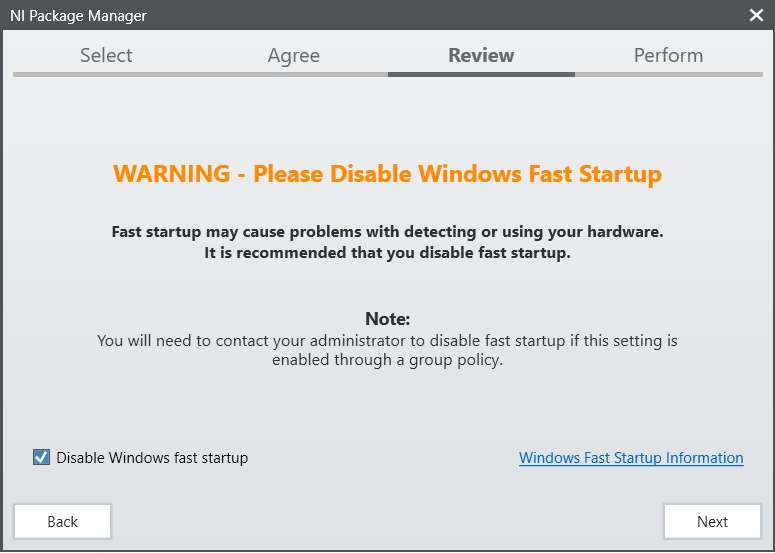 NI Package Manager
Select
Agree
Review
Perform
WARNING - Please Disable Windows Fast Startup
Fast startup may cause problems with detecting or using your hardware.
It is recommended that you disable fast startup.
Note:
You will need to contact your administrator to disable fast startup if this setting is
enabled through a group policy.
Disable Windows fast startup
Windows Fast Startup Information
Back
Next